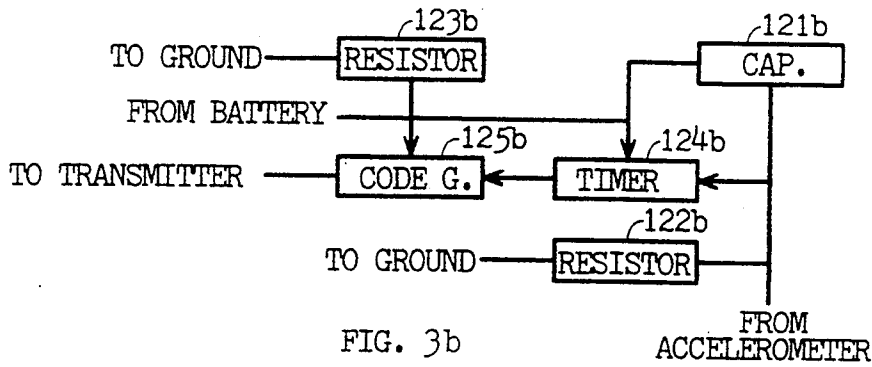 123b
121b
TO GROUND
RESISTOR
CAP.
FROM BATTERY
125b
124b
TO TRANSMITTER
CODE G.
TIMER
122b
TO GROUND
RESISTOR
FROM
ACCELEROMETER
FIG. 3b